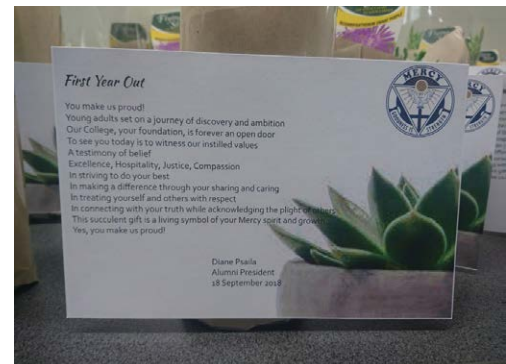 First Year Out
You make us proud!
Young adults set on a journey of discovery and ambition
Our College, your foundation, is forever an open door
To see you today is to witness our instilled values
A testimony of belief
Excellence, Hospitality, Justice, Compassion
In striving to do your best
In making a difference through your sharing and caring
In treating yourself and others with respect
In connecting with your truth while acknowledging the plight of others
This succulent gift is a living symbol of your Mercy spirit and growth
Yes, you make us proud!
Diane Psaila
Alumni President
18 September 2018
MERCY
STRENGTH